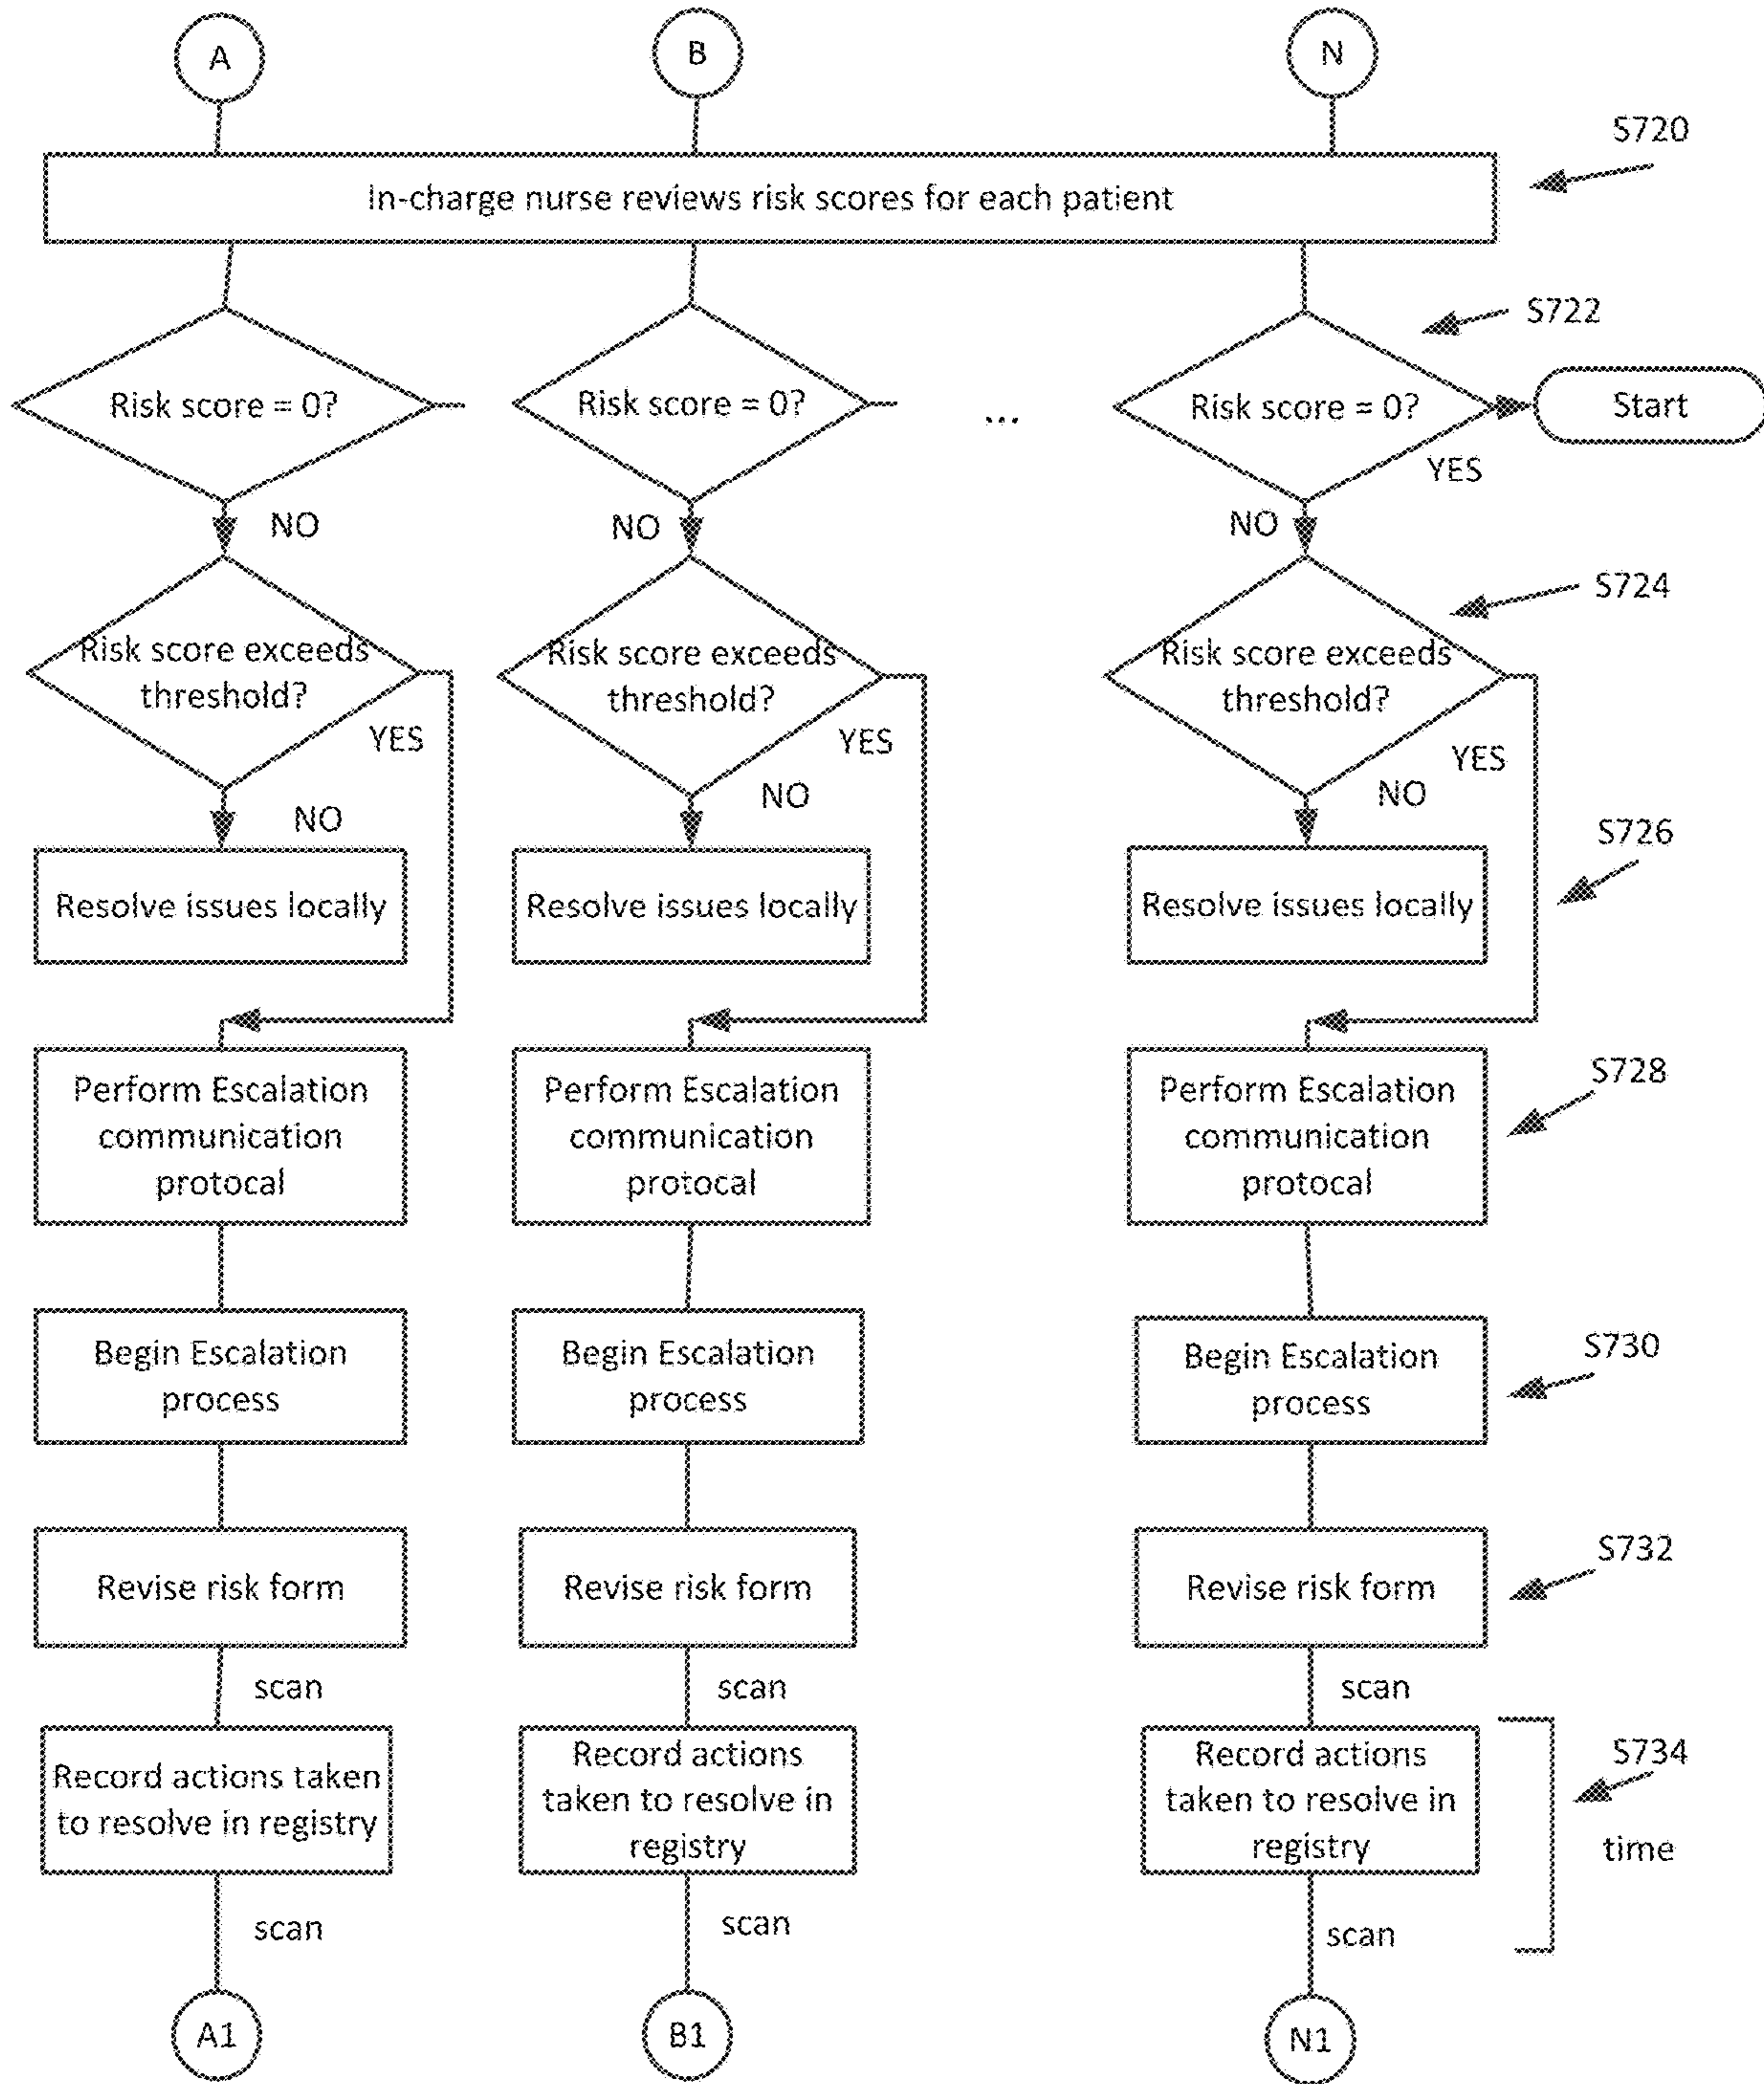 A
B
N
S720
In-charge nurse reviews risk scores for each patient
S722
Risk score = 0?
Risk score = 0?
...
Risk score = 0?
Start
YES
NO
NO
NO
S724
Risk score exceeds
threshold?
Risk score exceeds
threshold?
Risk score exceeds
threshold?
YES
YES
YES
NO
NO
NO
S726
Resolve issues locally
Resolve issues locally
Resolve issues locally
S728
Perform Escalation
communication
protocal
Perform Escalation
communication
protocal
Perform Escalation
communication
protocal
S730
Begin Escalation
process
Begin Escalation
process
Begin Escalation
process
S732
Revise risk form
Revise risk form
Revise risk form
scan
scan
scan
Record actions taken
to resolve in registry
Record actions
taken to resolve in
registry
Record actions
taken to resolve in
registry
S734
time
scan
scan
scan
A1
B1
N1